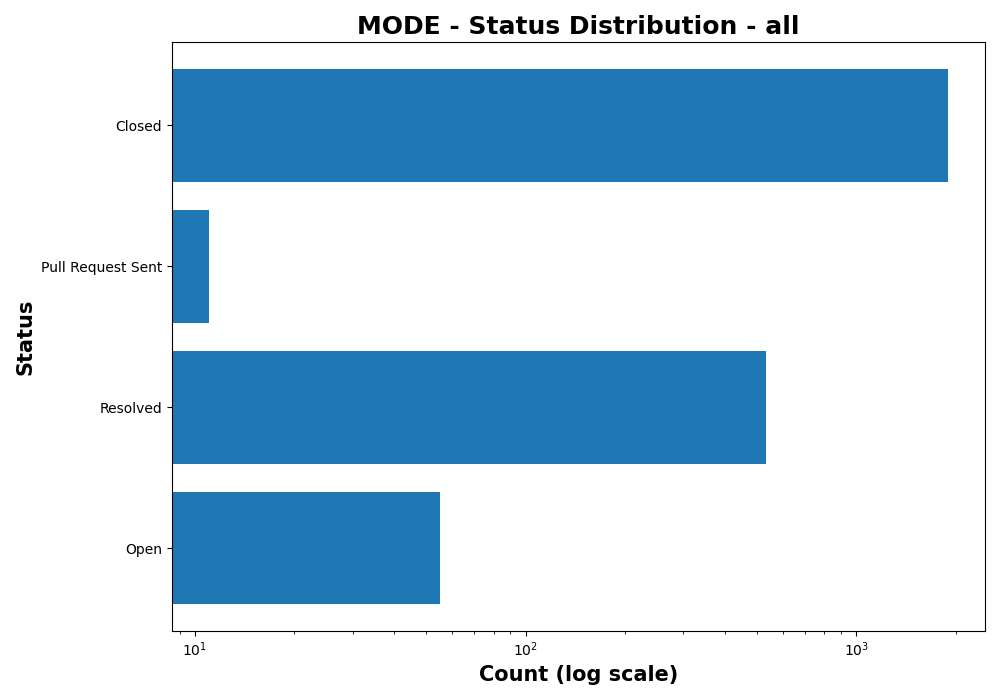 MODE - Status Distribution - all
Status
Closed
Pull Request Sent
Resolved
Open
10¹
10²
10³
Count (log scale)